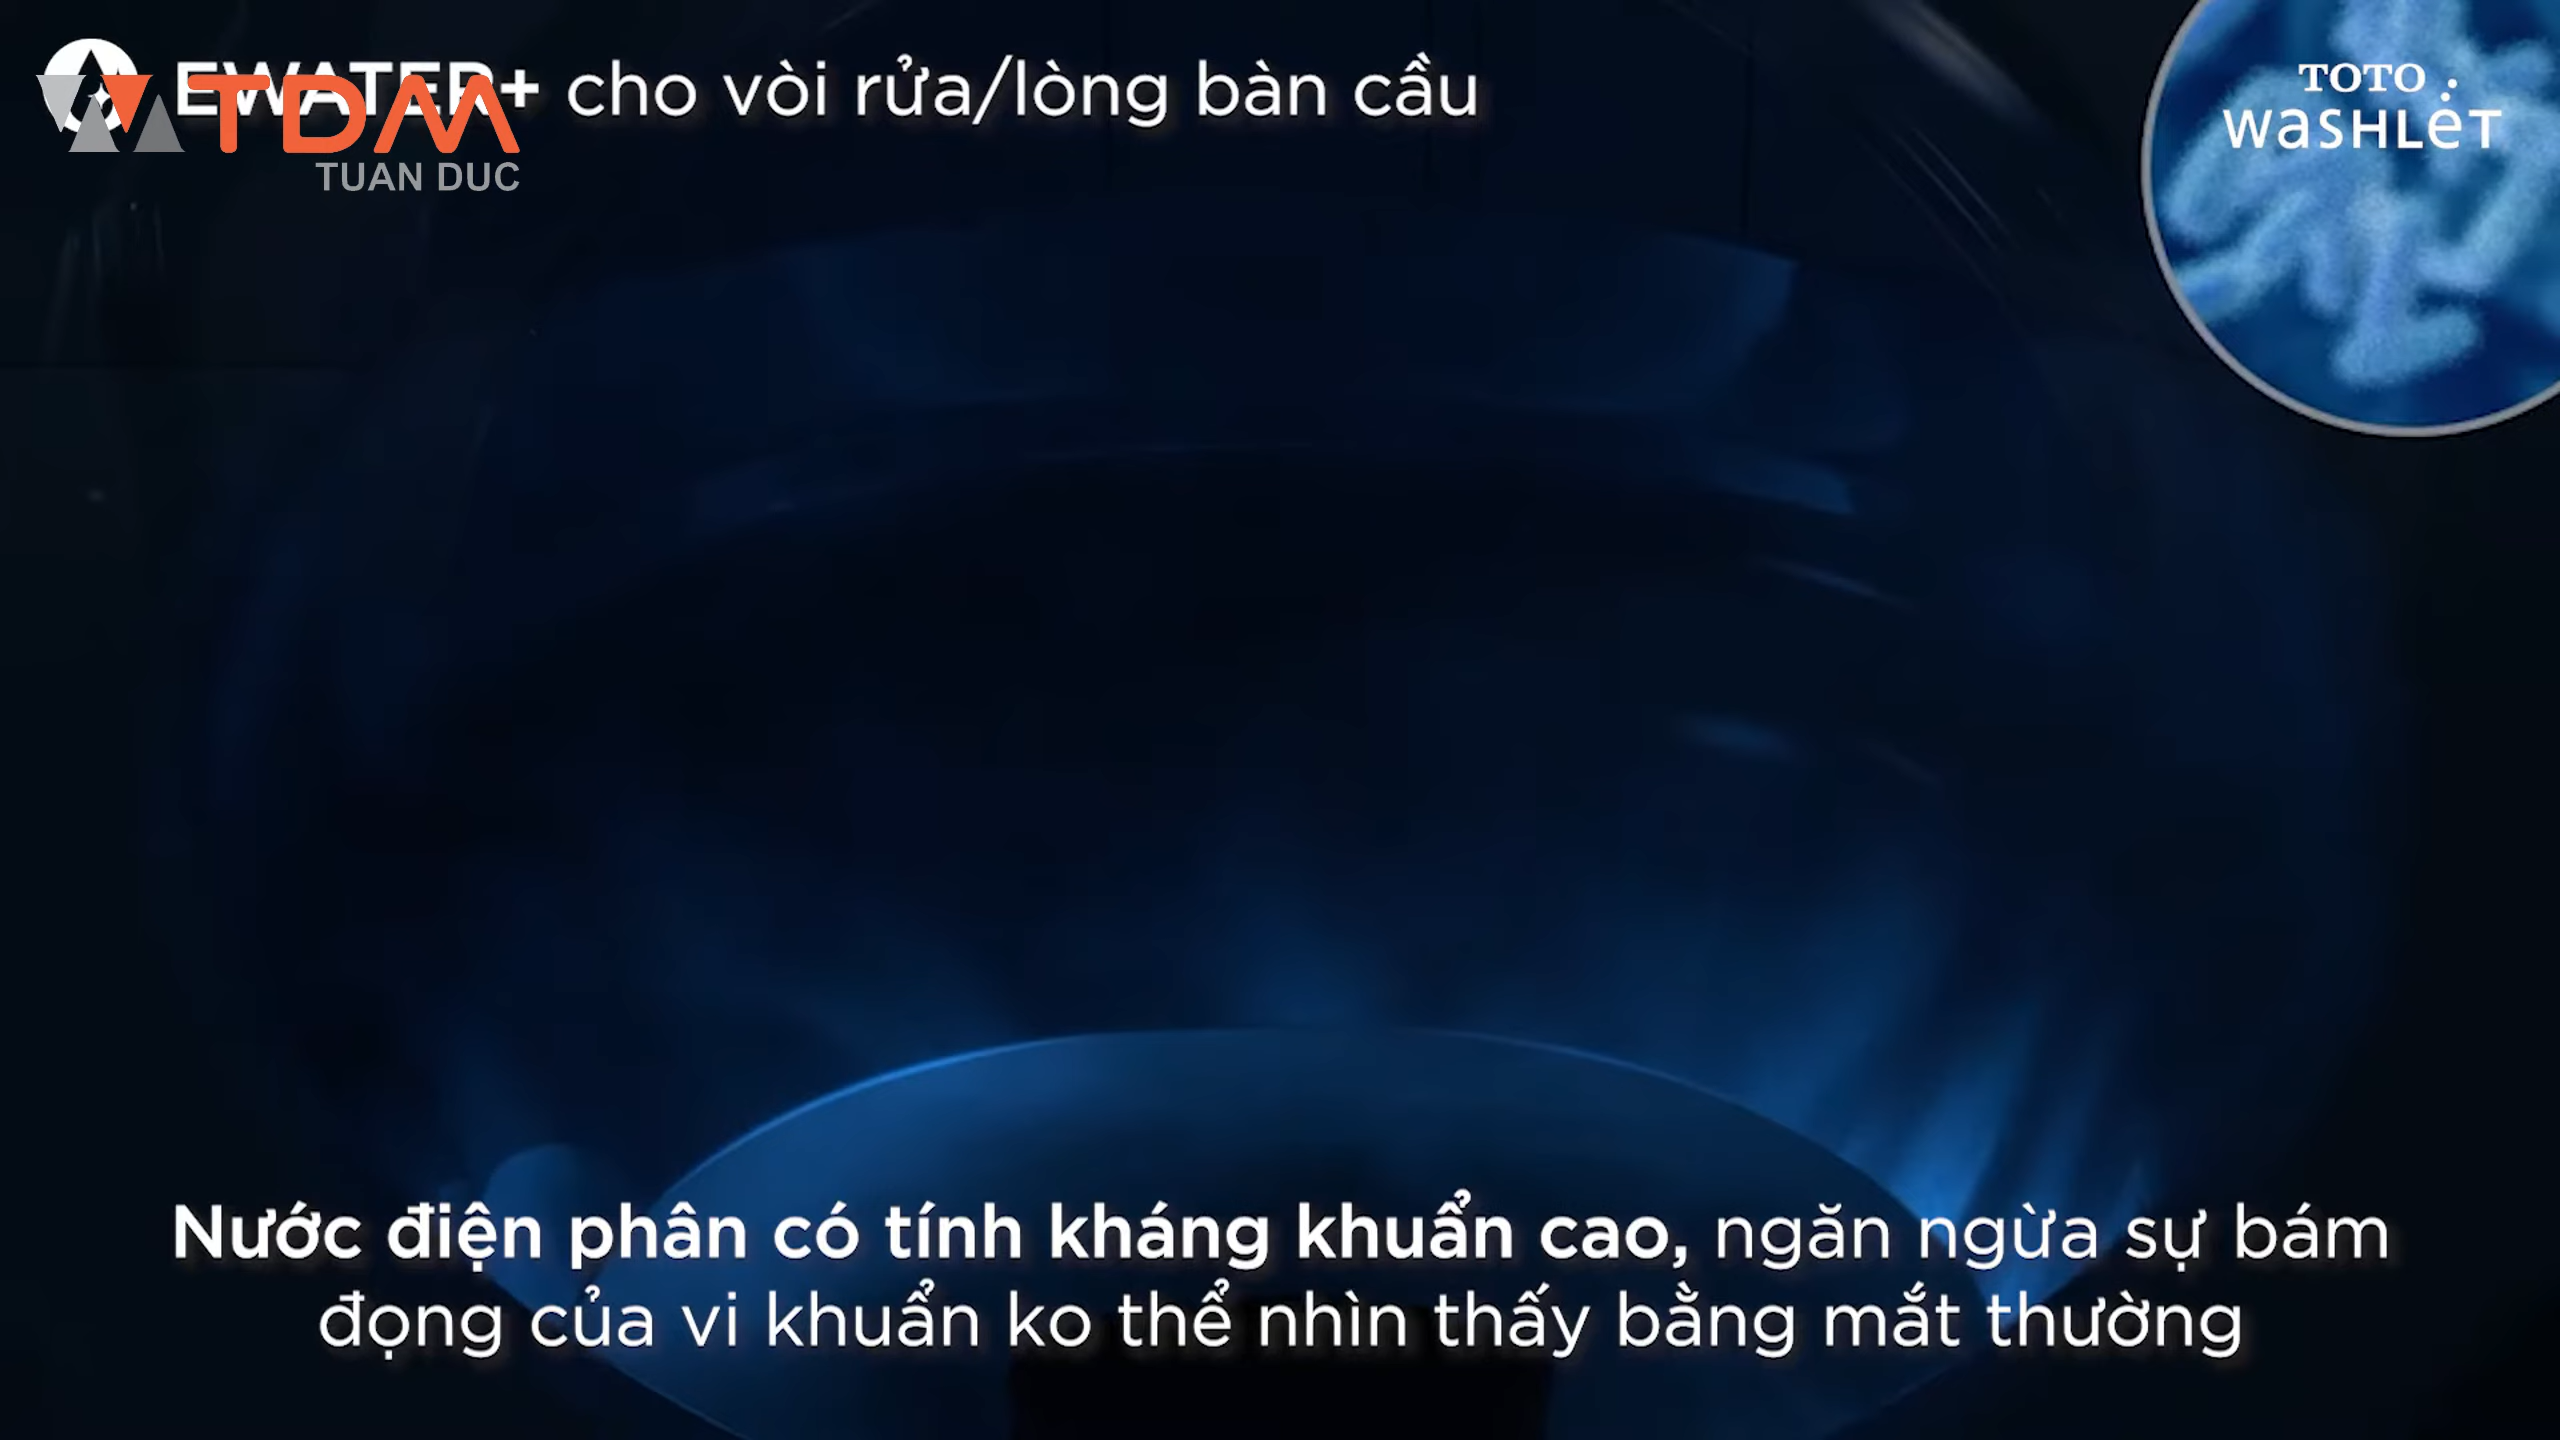 EWATER+ cho vòi rửa/lòng bàn cầu
TDM
TUAN DUC
TOTO
WASHLET
Nước điện phân có tính kháng khuẩn cao, ngăn ngừa sự bám
đọng của vi khuẩn ko thể nhìn thấy bằng mắt thường